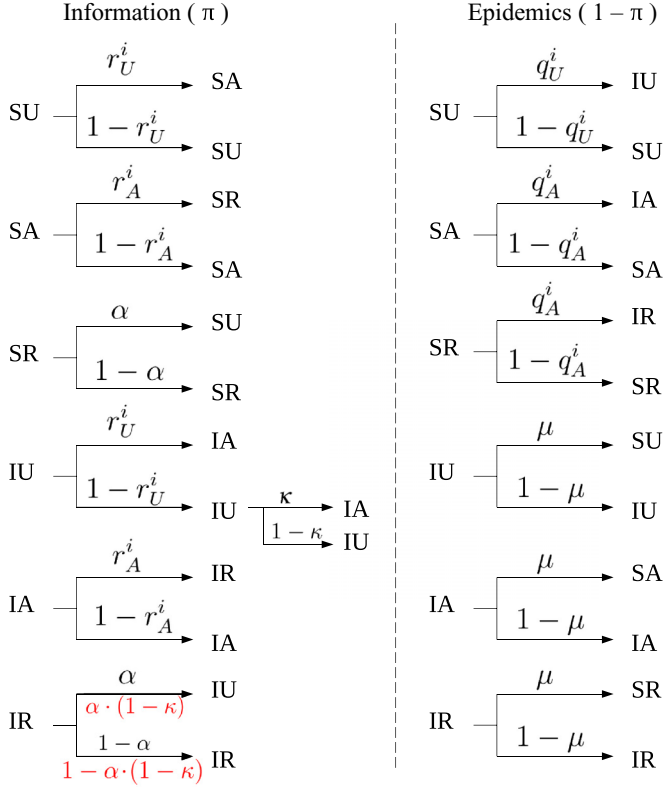 Information ( π )
Epidemics ( 1 – π )
SU
r_U^i
SA
1 − r_U^i
SU
SU
q_U^i
IU
1 − q_U^i
SU
SA
r_A^i
SR
1 − r_A^i
SA
SA
q_A^i
IA
1 − q_A^i
SA
SR
α
SU
1 − α
SR
SR
q_A^i
IR
1 − q_A^i
SR
IU
r_U^i
IA
1 − r_U^i
IU
κ
IA
1 − κ
IU
IU
μ
SU
1 − μ
IU
IA
r_A^i
IR
1 − r_A^i
IA
IA
μ
SA
1 − μ
IA
IR
α
IU
α · (1 − κ)
1 − α
IR
1 − α·(1 − κ)
IR
μ
SR
1 − μ
IR